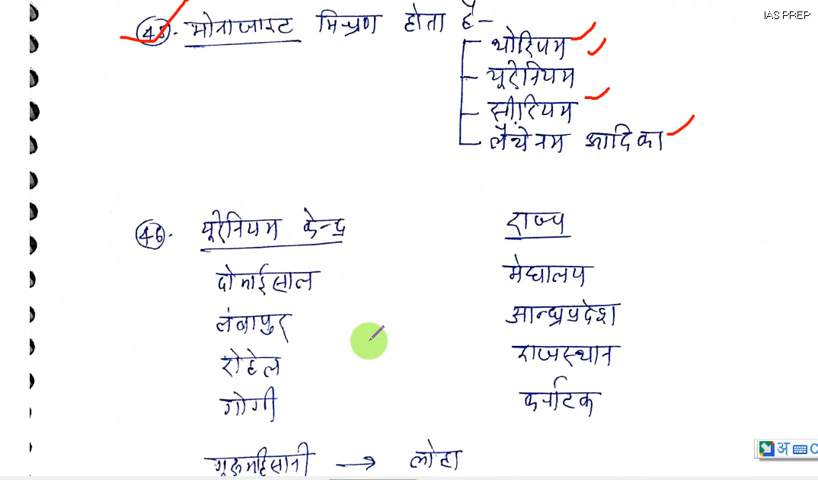 IAS PREP
45. मोनाजाइट मिश्रण होता है-
थोरियम
यूरेनियम
सीरियम
लैंथेनम आदि का
46. यूरेनियम केन्द्र राज्य
दोमाईसाल मेघालय
लंबापुर आन्ध्रप्रदेश
रोहेल राजस्थान
गोगी कर्नाटक
गुरुमहिसानी → लोहा
अ